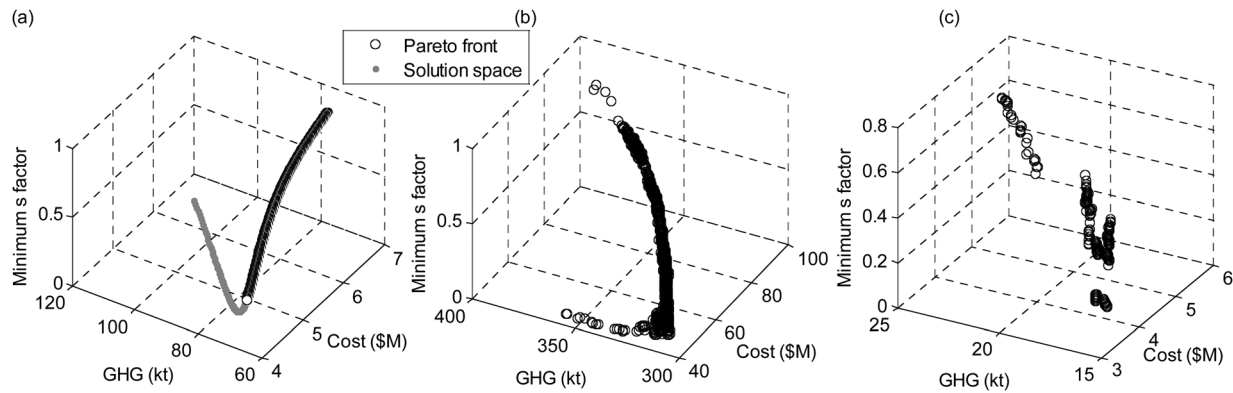 (a)
(b)
(c)
Pareto front
Solution space
Minimum s factor
1
0.5
0
120
100
80
60
GHG (kt)
4
5
6
7
Cost ($M)
Minimum s factor
1
0.5
0
400
350
300
GHG (kt)
40
60
80
100
Cost ($M)
Minimum s factor
0.8
0.6
0.4
0.2
0
25
20
15
GHG (kt)
3
4
5
6
Cost ($M)